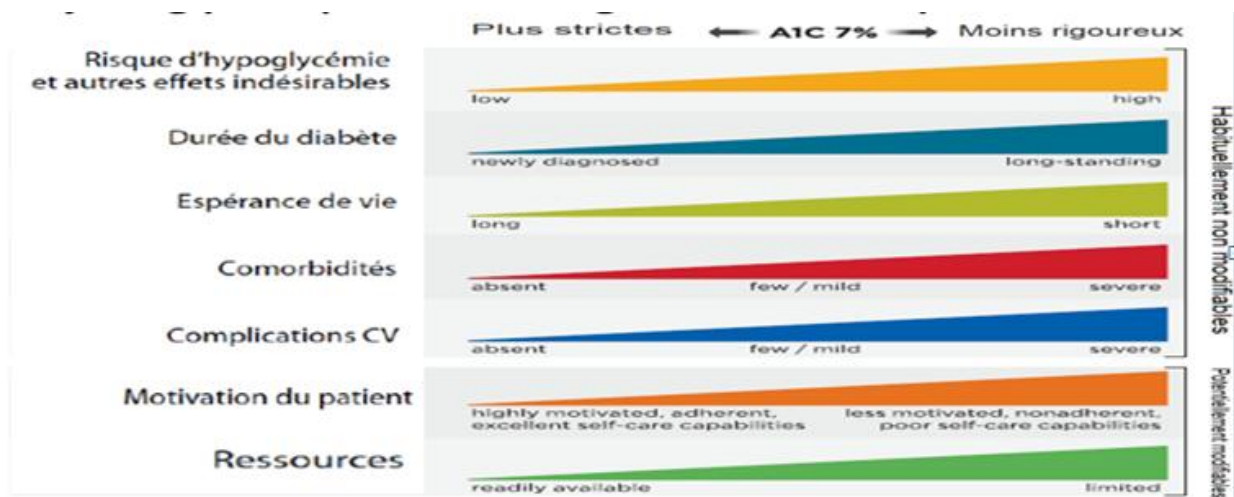 Plus strictes ⟵ A1C 7% ⟶ Moins rigoureux
Risque d'hypoglycémie
et autres effets indésirables
low high
Durée du diabète
newly diagnosed long-standing
Espérance de vie
long short
Comorbidités
absent few / mild severe
Complications CV
absent few / mild severe
Habituellement non modifiables
Motivation du patient
highly motivated, adherent, less motivated, nonadherent,
excellent self-care capabilities poor self-care capabilities
Ressources
readily available limited
Potentiellement modifiables